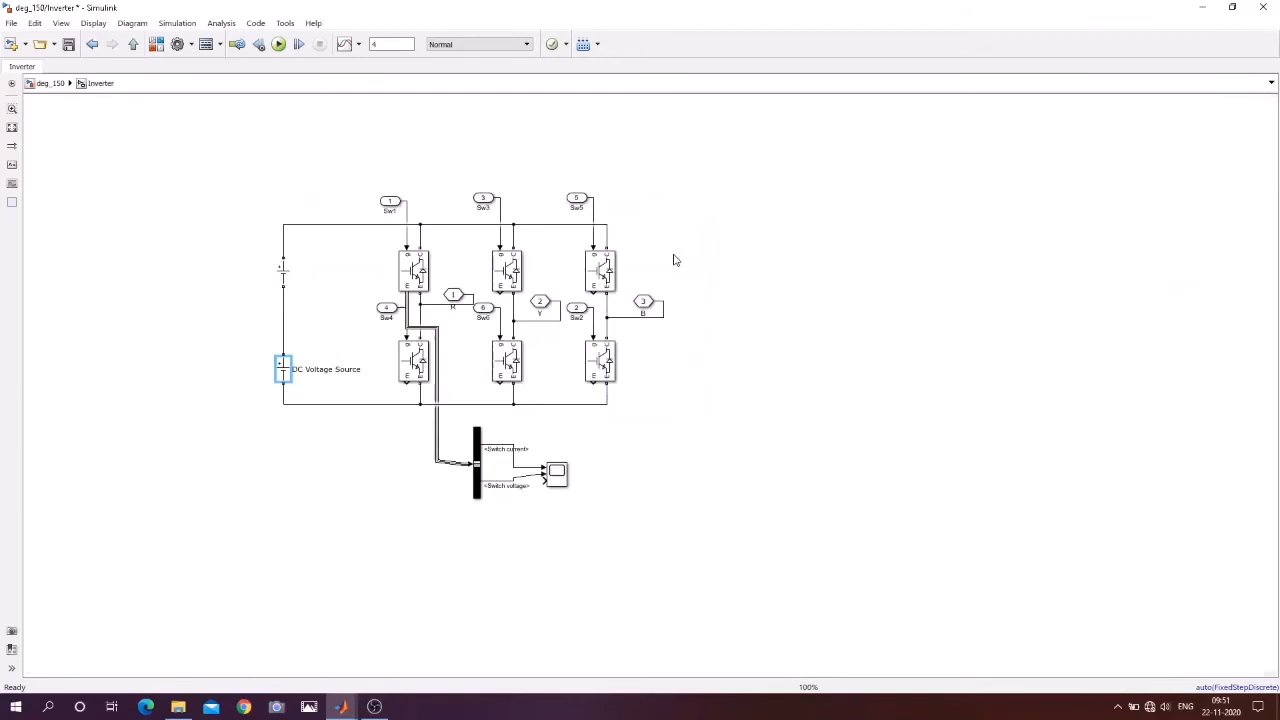 deg_150/Inverter * - Simulink
File Edit View Display Diagram Simulation Analysis Code Tools Help
4 Normal
Inverter
deg_150 Inverter
1 3 5
Sw1 Sw3 Sw5
g C g C g C
m E m E m E
1 2 3
R Y B
4 6 2
Sw4 Sw6 Sw2
g C g C g C
m E m E m E
DC Voltage Source
<Switch current>
<Switch voltage>
Ready 100% auto(FixedStepDiscrete)
ENG 09:51
22-11-2020